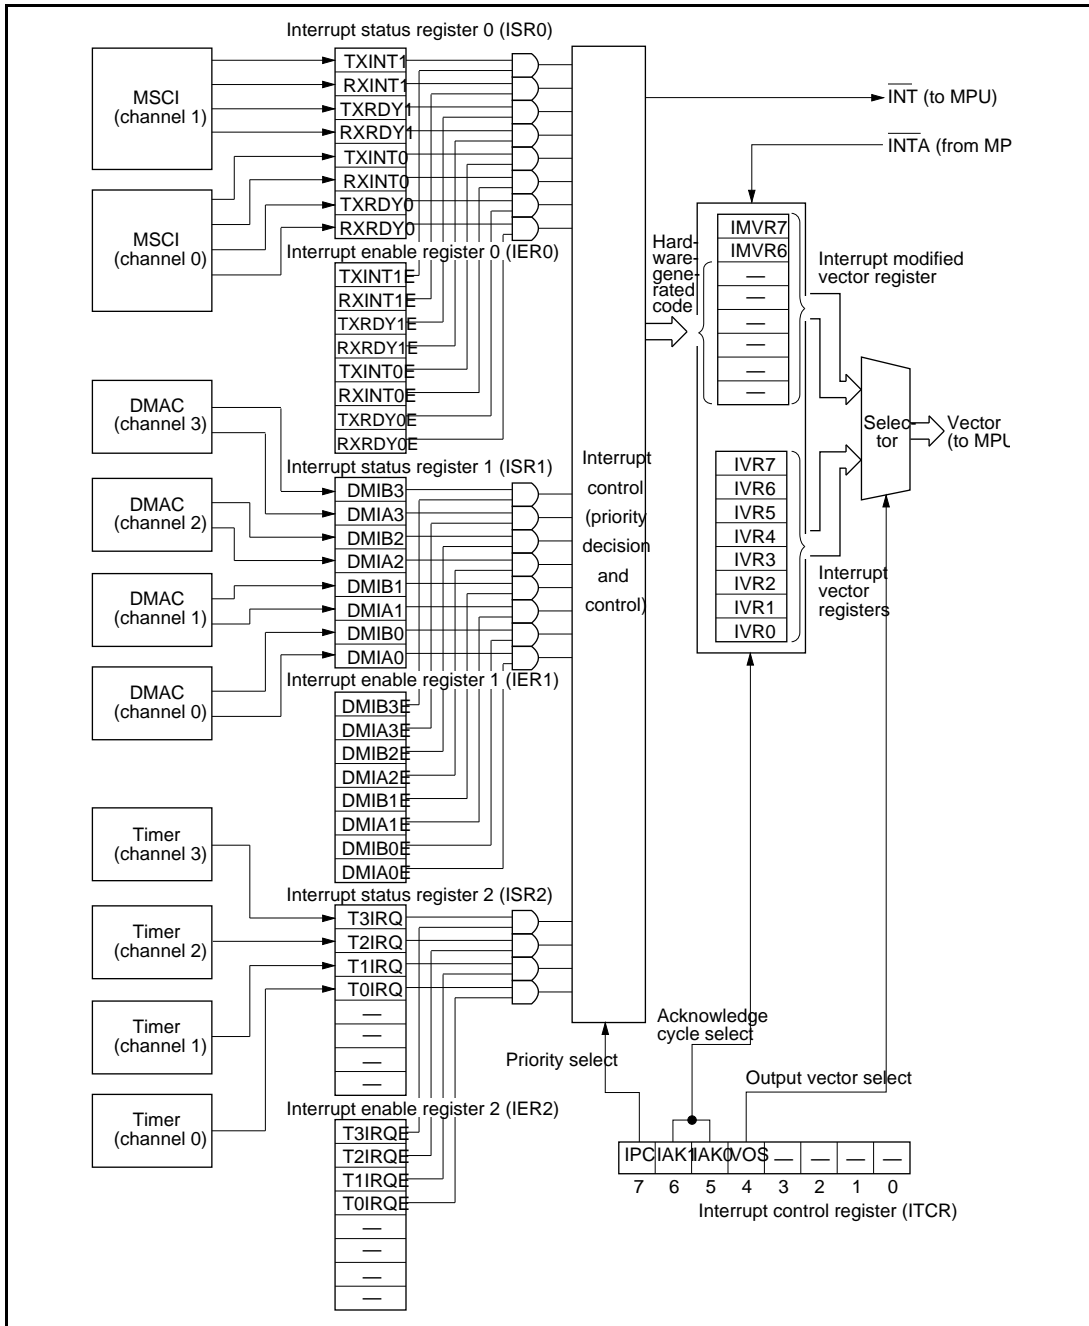 Interrupt status register 0 (ISR0)
MSCI
(channel 1)
MSCI
(channel 0)
TXINT1
RXINT1
TXRDY1
RXRDY1
TXINT0
RXINT0
TXRDY0
RXRDY0
Interrupt enable register 0 (IER0)
TXINT1E
RXINT1E
TXRDY1E
RXRDY1E
TXINT0E
RXINT0E
TXRDY0E
RXRDY0E
DMAC
(channel 3)
DMAC
(channel 2)
DMAC
(channel 1)
DMAC
(channel 0)
Interrupt status register 1 (ISR1)
DMIB3
DMIA3
DMIB2
DMIA2
DMIB1
DMIA1
DMIB0
DMIA0
Interrupt enable register 1 (IER1)
DMIB3E
DMIA3E
DMIB2E
DMIA2E
DMIB1E
DMIA1E
DMIB0E
DMIA0E
Timer
(channel 3)
Timer
(channel 2)
Timer
(channel 1)
Timer
(channel 0)
Interrupt status register 2 (ISR2)
T3IRQ
T2IRQ
T1IRQ
T0IRQ
—
—
—
—
Interrupt enable register 2 (IER2)
T3IRQE
T2IRQE
T1IRQE
T0IRQE
—
—
—
—
Interrupt
control
(priority
decision
and
control)
INT (to MPU)
INTA (from MP
Hard-
ware-
gene-
rated
code
IMVR7
IMVR6
—
—
—
—
—
—
Interrupt modified
vector register
IVR7
IVR6
IVR5
IVR4
IVR3
IVR2
IVR1
IVR0
Interrupt
vector
registers
Selec-
tor
Vector
(to MPU
Priority select
Acknowledge
cycle select
Output vector select
IPC IAK1 IAK0 VOS — — — —
7 6 5 4 3 2 1 0
Interrupt control register (ITCR)